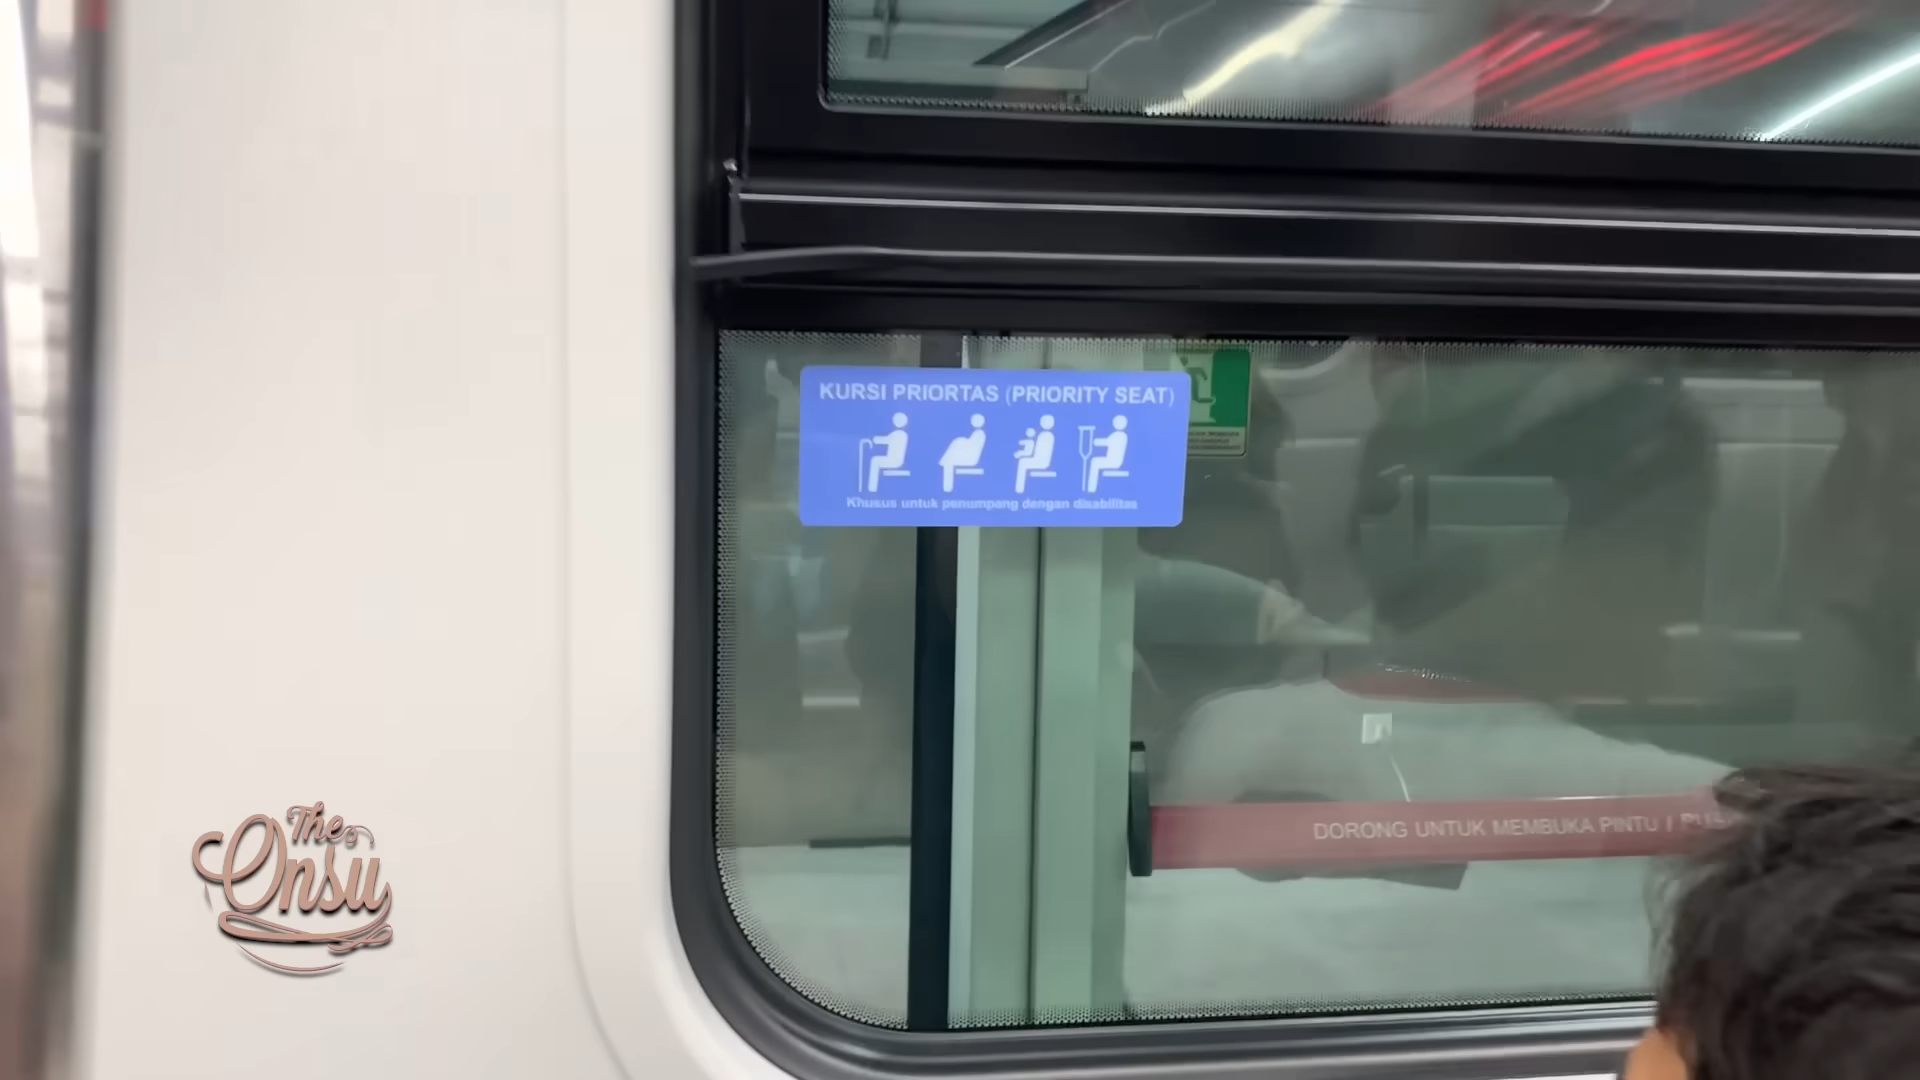 KURSI PRIORTAS (PRIORITY SEAT)
Khusus untuk penumpang dengan disabilitas
DORONG UNTUK MEMBUKA PINTU /
The
Onsu